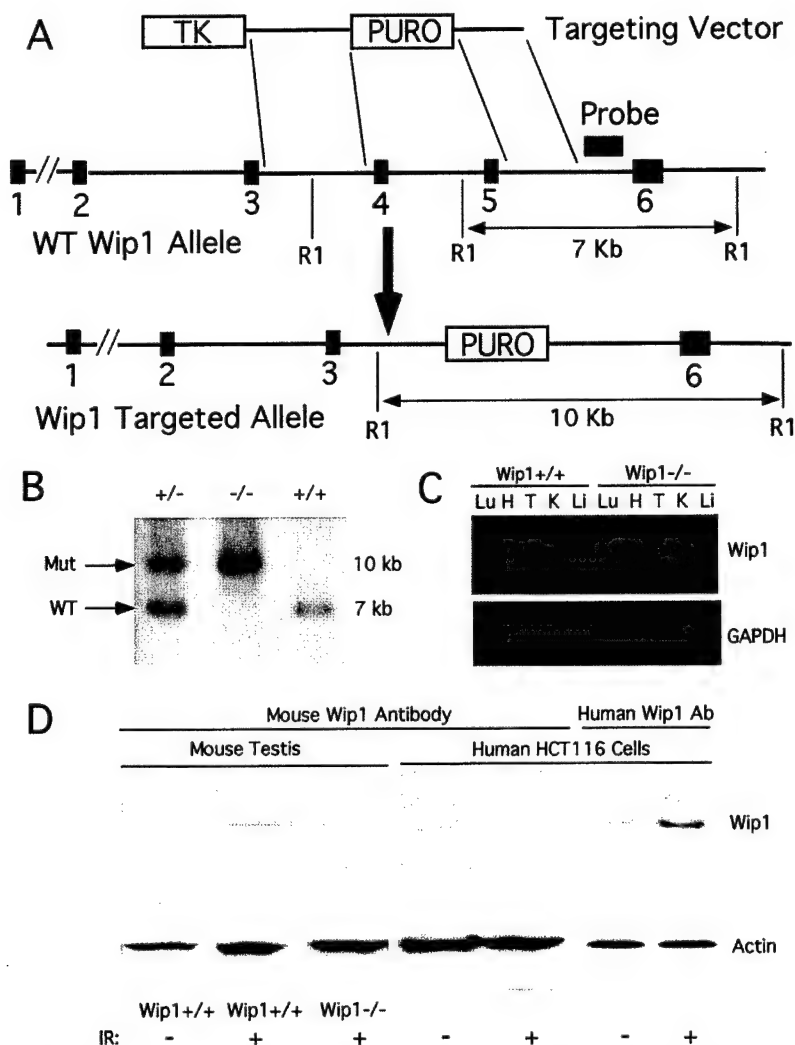 A
TK PURO Targeting Vector
Probe
1 2 3 4 5 6
WT Wip1 Allele R1 R1 7 Kb R1
PURO
1 2 3 6
Wip1 Targeted Allele R1 10 Kb R1
B
+/- -/- +/+
Mut 10 kb
WT 7 kb
C
Wip1+/+ Wip1-/-
Lu H T K Li Lu H T K Li
Wip1
GAPDH
D
Mouse Wip1 Antibody Human Wip1 Ab
Mouse Testis Human HCT116 Cells
Wip1
Actin
Wip1+/+ Wip1+/+ Wip1-/-
IR: - + + - + - +